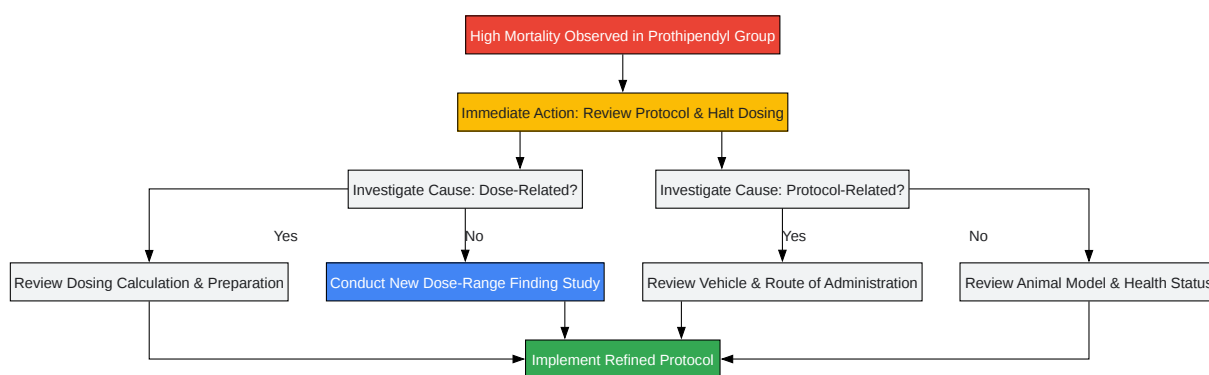 High Mortality Observed in Prothipendyl Group
Immediate Action: Review Protocol & Halt Dosing
Investigate Cause: Dose-Related?
Investigate Cause: Protocol-Related?
Yes
No
Yes
No
Review Dosing Calculation & Preparation
Conduct New Dose-Range Finding Study
Review Vehicle & Route of Administration
Review Animal Model & Health Status
Implement Refined Protocol